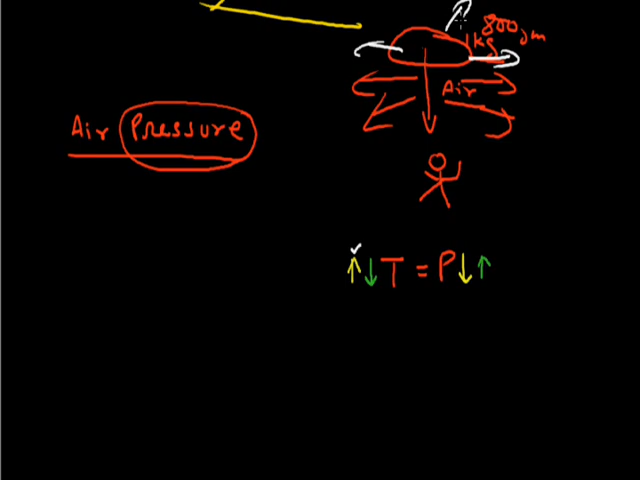 800gm
1kg
Air
Air Pressure
↑↓T = P↓↑